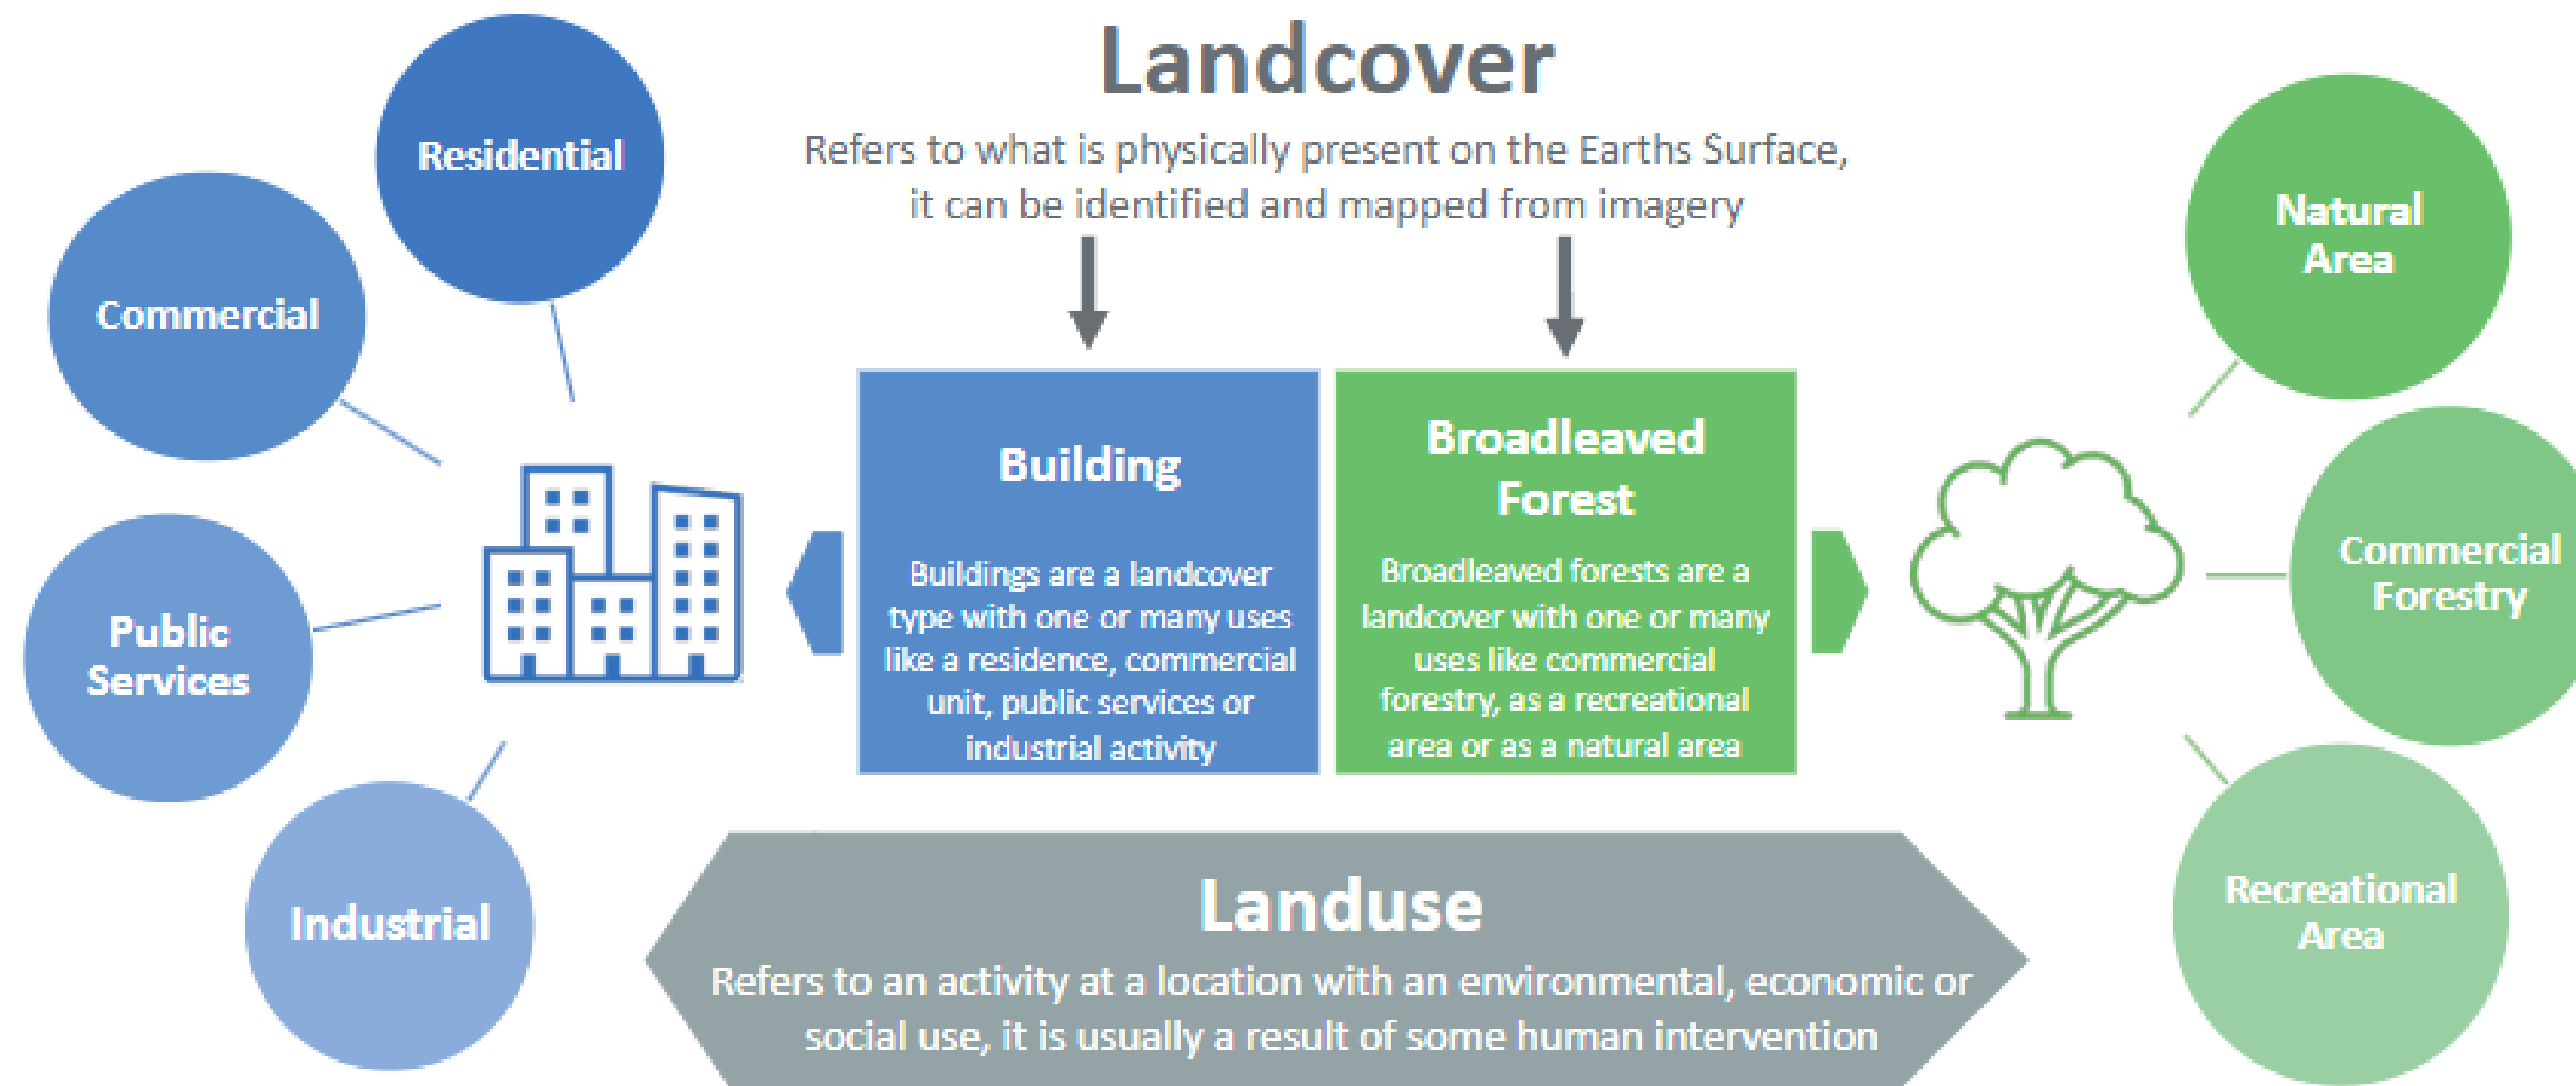 Landcover
Refers to what is physically present on the Earths Surface,
it can be identified and mapped from imagery
Residential
Commercial
Public
Services
Industrial
Building
Buildings are a landcover
type with one or many uses
like a residence, commercial
unit, public services or
industrial activity
Broadleaved
Forest
Broadleaved forests are a
landcover with one or many
uses like commercial
forestry, as a recreational
area or as a natural area
Natural
Area
Commercial
Forestry
Recreational
Area
Landuse
Refers to an activity at a location with an environmental, economic or
social use, it is usually a result of some human intervention